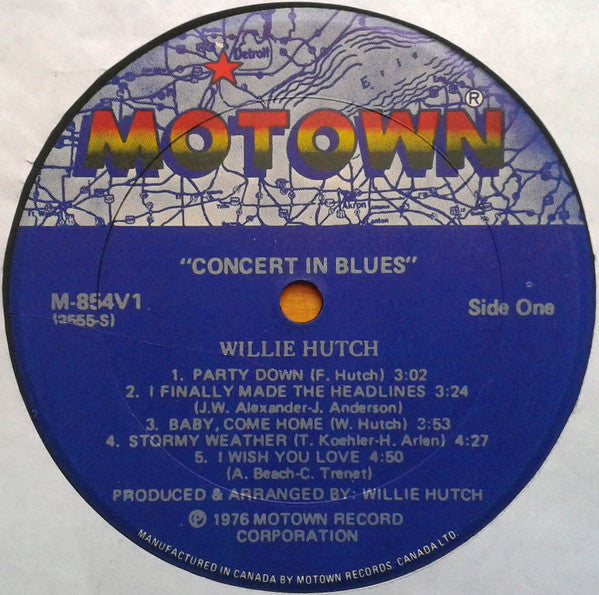 Detroit
Erie
MOTOWN®
Akron
"CONCERT IN BLUES"
M-854V1
Side One
(3555-S)
WILLIE HUTCH
1. PARTY DOWN (F. Hutch) 3:02
2. I FINALLY MADE THE HEADLINES 3:24
(J.W. Alexander-J. Anderson)
3. BABY, COME HOME (W. Hutch) 3:53
4. STORMY WEATHER (T. Koehler-H. Arlen) 4:27
5. I WISH YOU LOVE 4:50
(A. Beach-C. Trenet)
PRODUCED & ARRANGED BY: WILLIE HUTCH
℗ 1976 MOTOWN RECORD
CORPORATION
MANUFACTURED IN CANADA BY MOTOWN RECORDS, CANADA LTD.